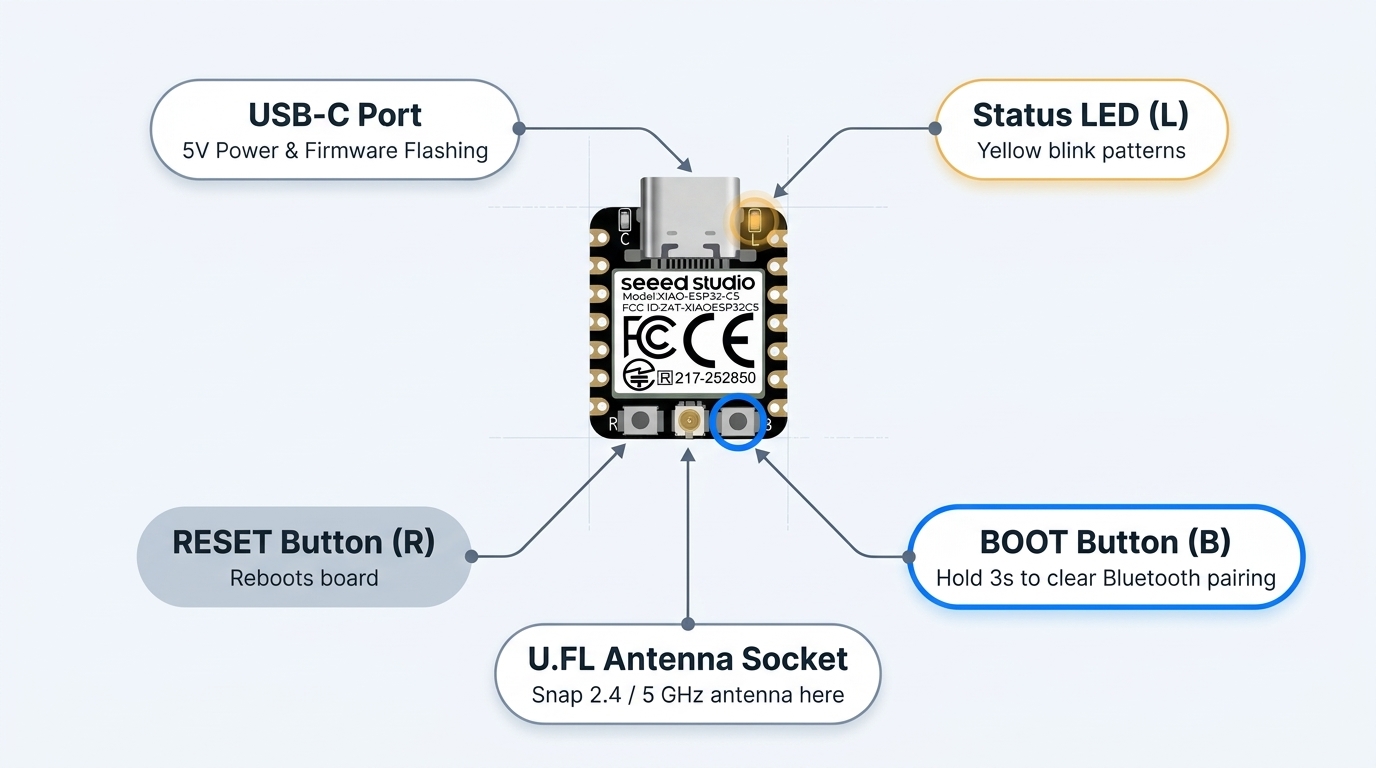 USB-C Port
5V Power & Firmware Flashing
Status LED (L)
Yellow blink patterns
C
L
seeed studio
Model:XIAO-ESP32-C5
FCC ID:Z4T-XIAOESP32C5
FC CE
R 217-252850
R
B
RESET Button (R)
Reboots board
BOOT Button (B)
Hold 3s to clear Bluetooth pairing
U.FL Antenna Socket
Snap 2.4 / 5 GHz antenna here